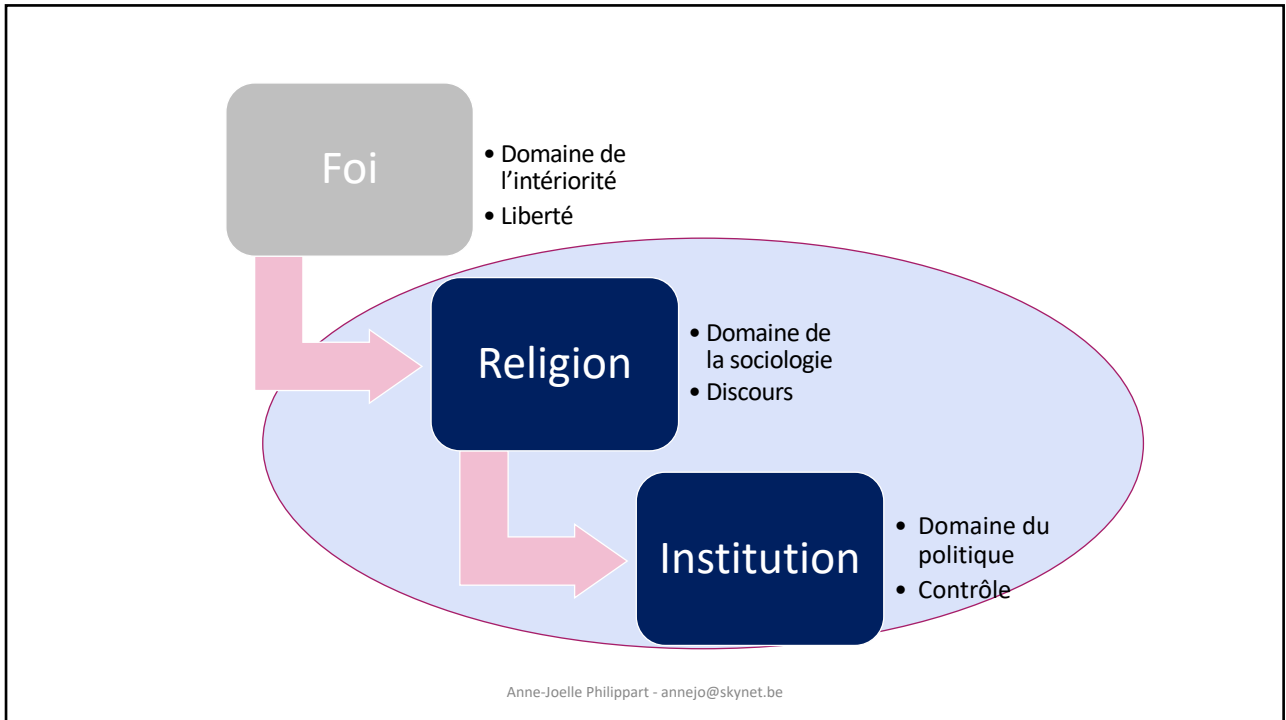 Foi
• Domaine de
l’intériorité
• Liberté
Religion
• Domaine de
la sociologie
• Discours
Institution
• Domaine du
politique
• Contrôle
Anne-Joelle Philippart - annejo@skynet.be